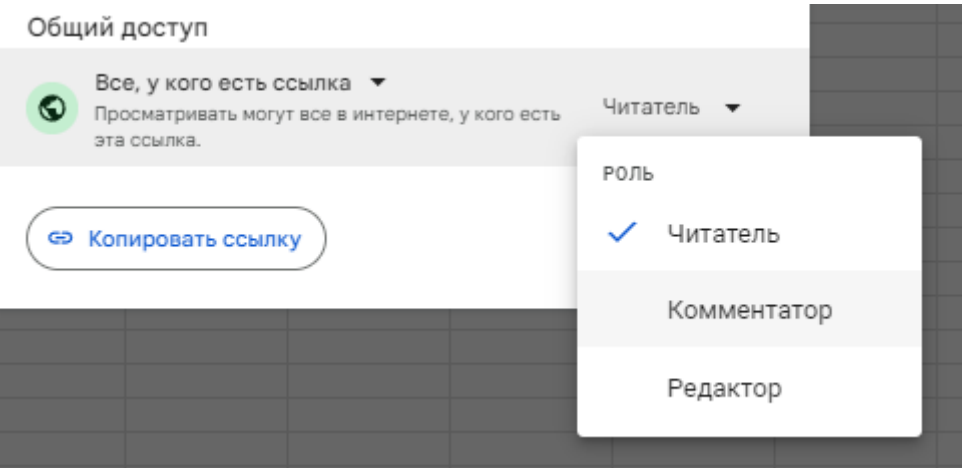 Общий доступ
Все, у кого есть ссылка
Просматривать могут все в интернете, у кого есть
эта ссылка.
Читатель
РОЛЬ
Читатель
Комментатор
Редактор
Копировать ссылку